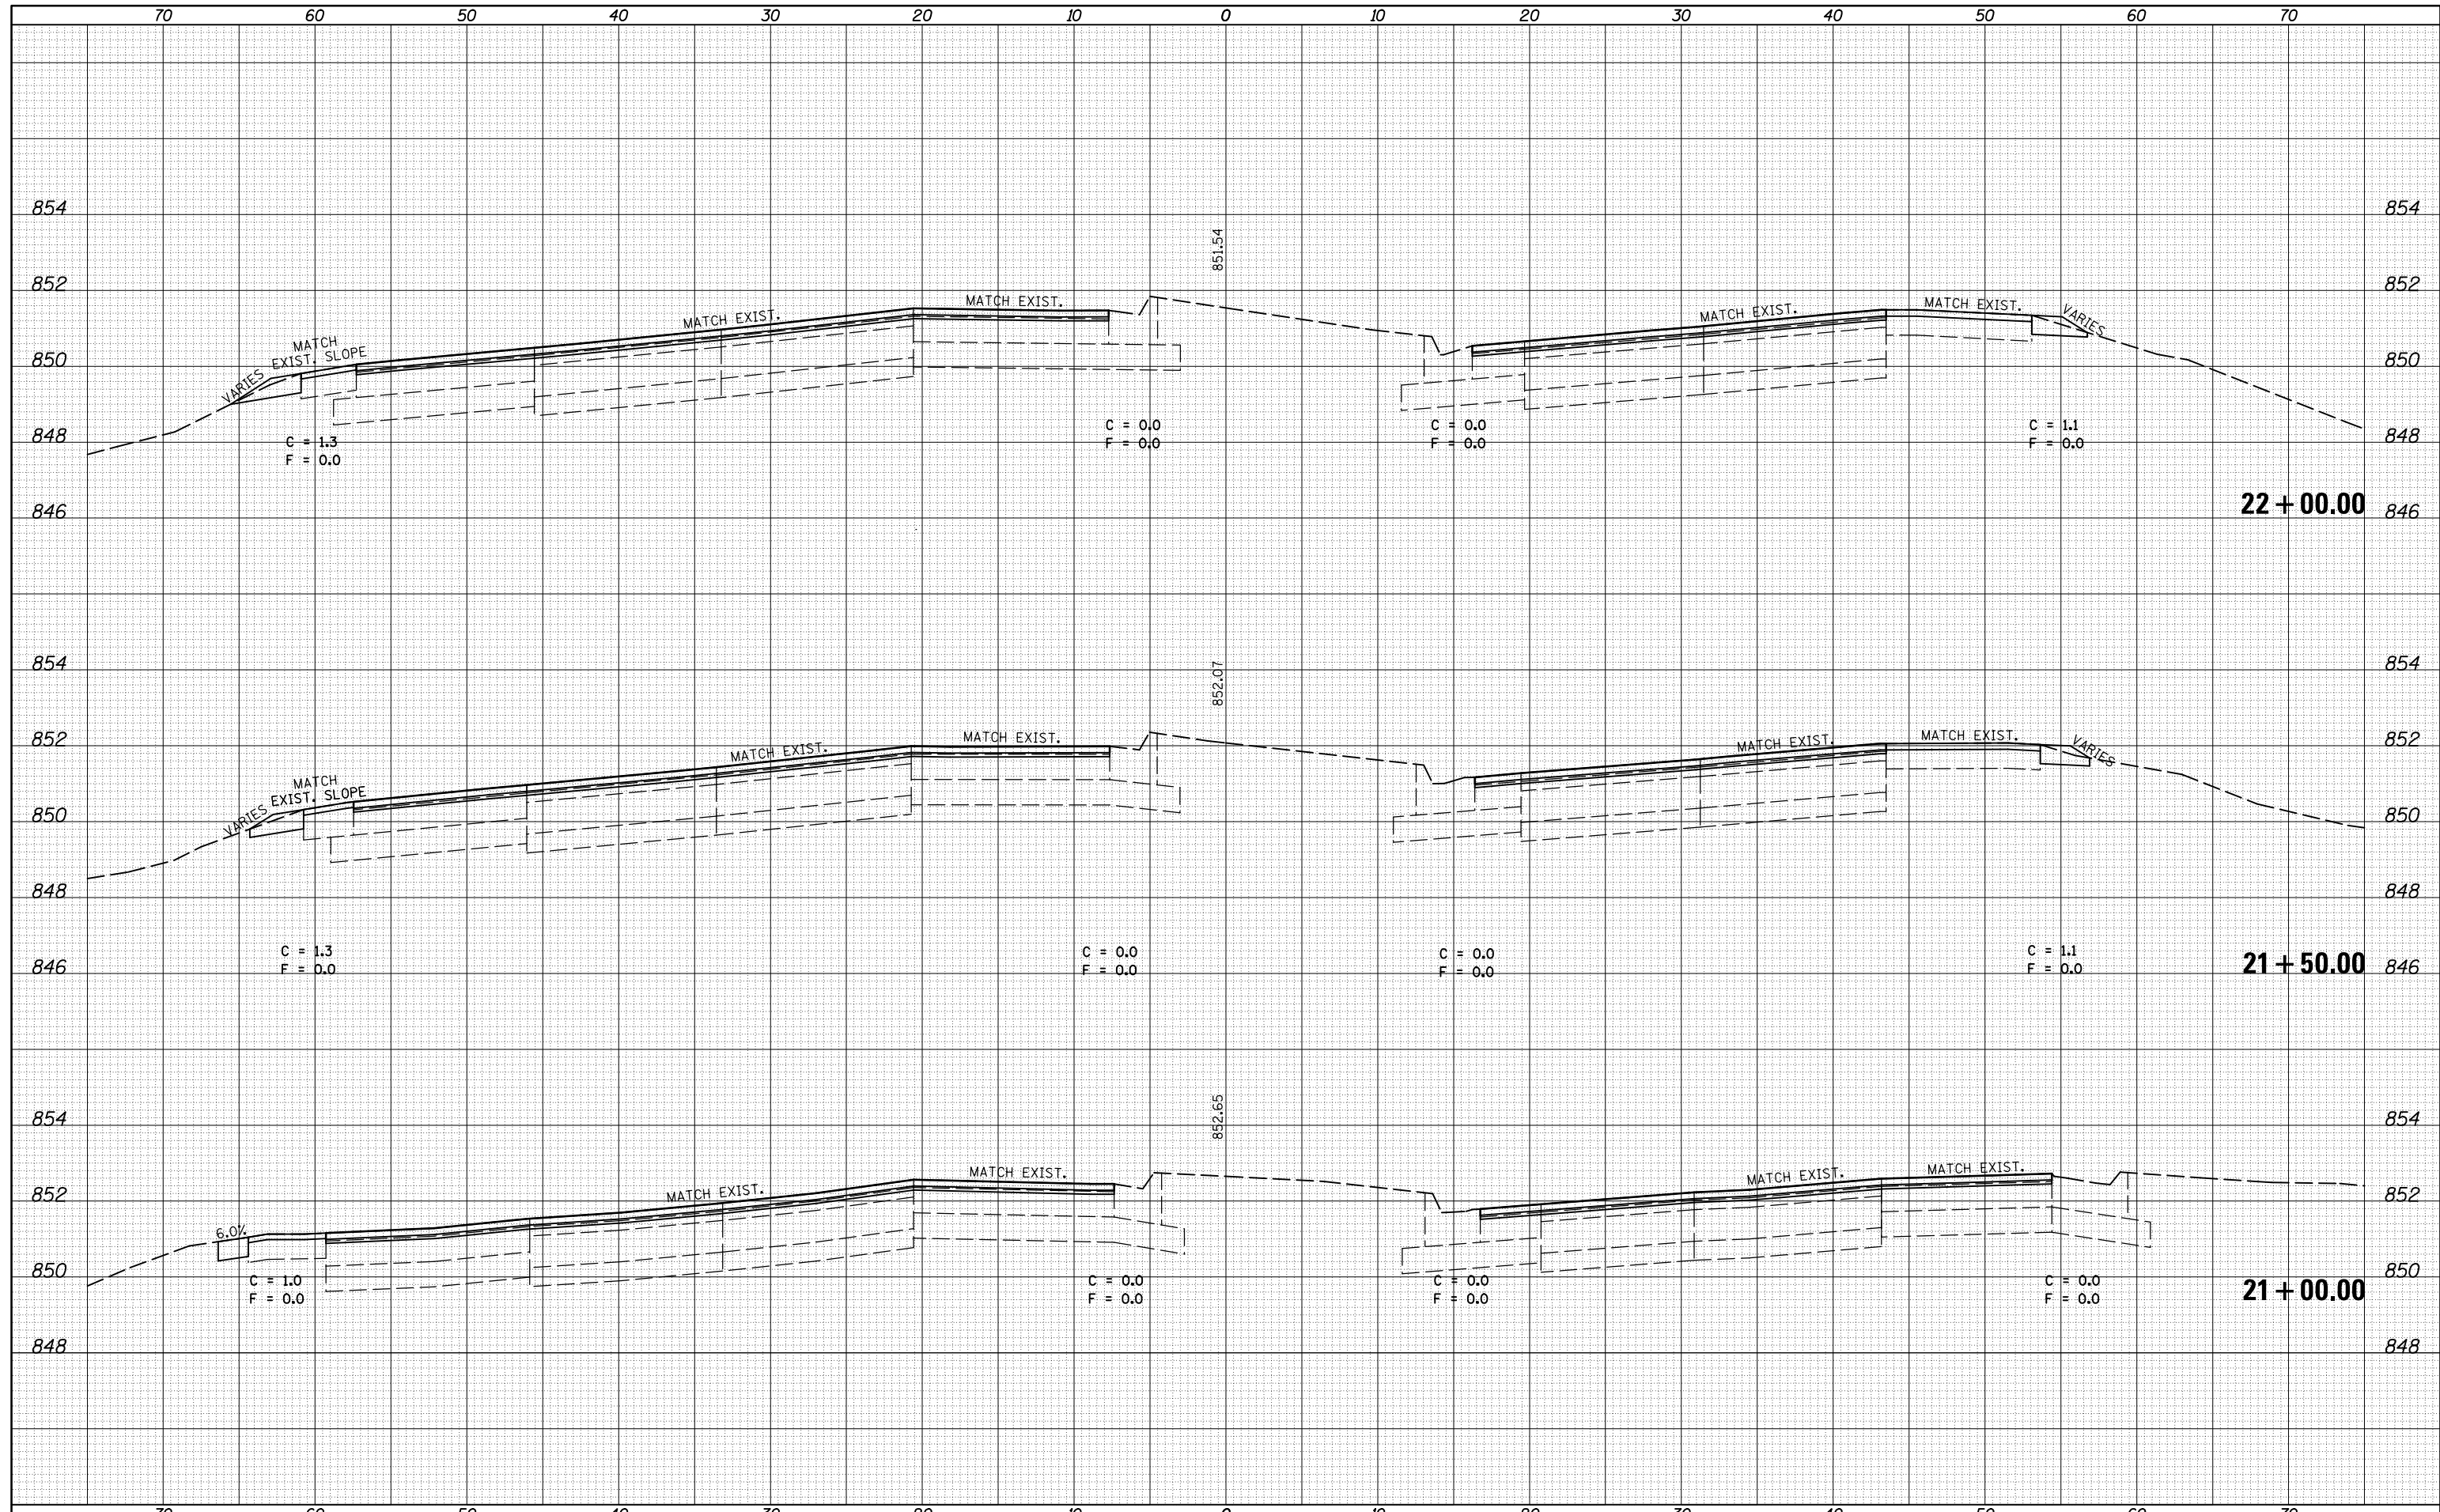 70 60 50 40 30 20 10 0 10 20 30 40 50 60 70
854 854
851.54
852 852
MATCH EXIST. MATCH EXIST.
MATCH EXIST. MATCH EXIST. VARIES
MATCH
EXIST. SLOPE
VARIES
850 850
C = 1.3 C = 0.0 C = 0.0 C = 1.1
F = 0.0 F = 0.0 F = 0.0 F = 0.0
848 848
22+00.00
846 846
854 854
852.07
852 852
MATCH EXIST.
MATCH EXIST. MATCH EXIST. VARIES
MATCH
EXIST. SLOPE
VARIES
850 850
848 848
C = 1.3 C = 0.0 C = 0.0 C = 1.1
F = 0.0 F = 0.0 F = 0.0 F = 0.0
21+50.00
846 846
854 854
852.65
852 852
MATCH EXIST. MATCH EXIST.
MATCH EXIST. MATCH EXIST.
6.0%
850 850
C = 1.0 C = 0.0 C = 0.0 C = 0.0
F = 0.0 F = 0.0 F = 0.0 F = 0.0
21+00.00
848 848